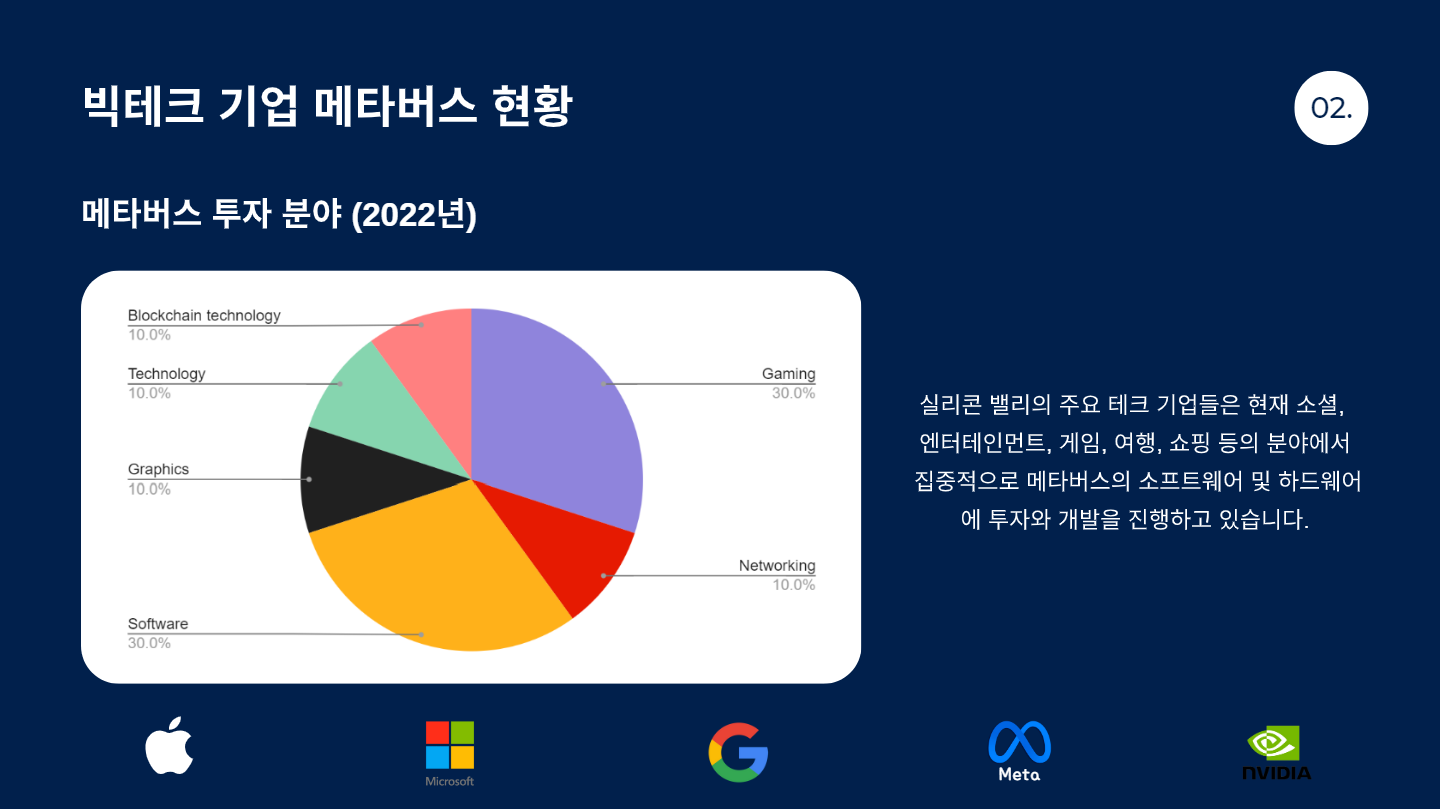 빅테크 기업 메타버스 현황
02.
메타버스 투자 분야 (2022년)
Blockchain technology
10.0%
Technology
10.0%
Graphics
10.0%
Software
30.0%
Gaming
30.0%
Networking
10.0%
실리콘 밸리의 주요 테크 기업들은 현재 소셜,
엔터테인먼트, 게임, 여행, 쇼핑 등의 분야에서
집중적으로 메타버스의 소프트웨어 및 하드웨어
에 투자와 개발을 진행하고 있습니다.
Microsoft
Meta
NVIDIA